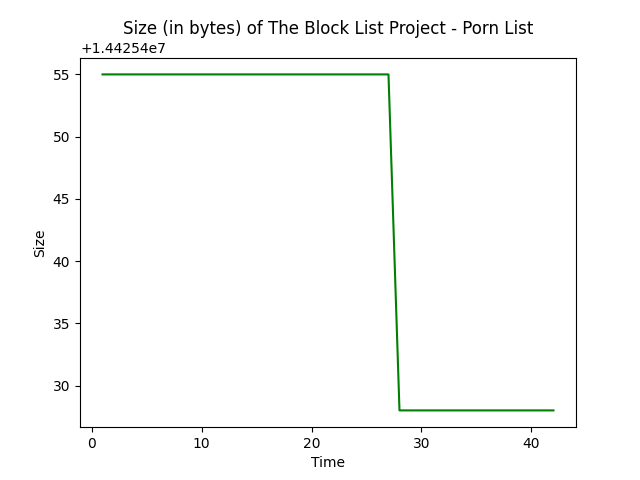 Size (in bytes) of The Block List Project - Porn List
+1.44254e7
55
50
45
40
35
30
Size
0 10 20 30 40
Time